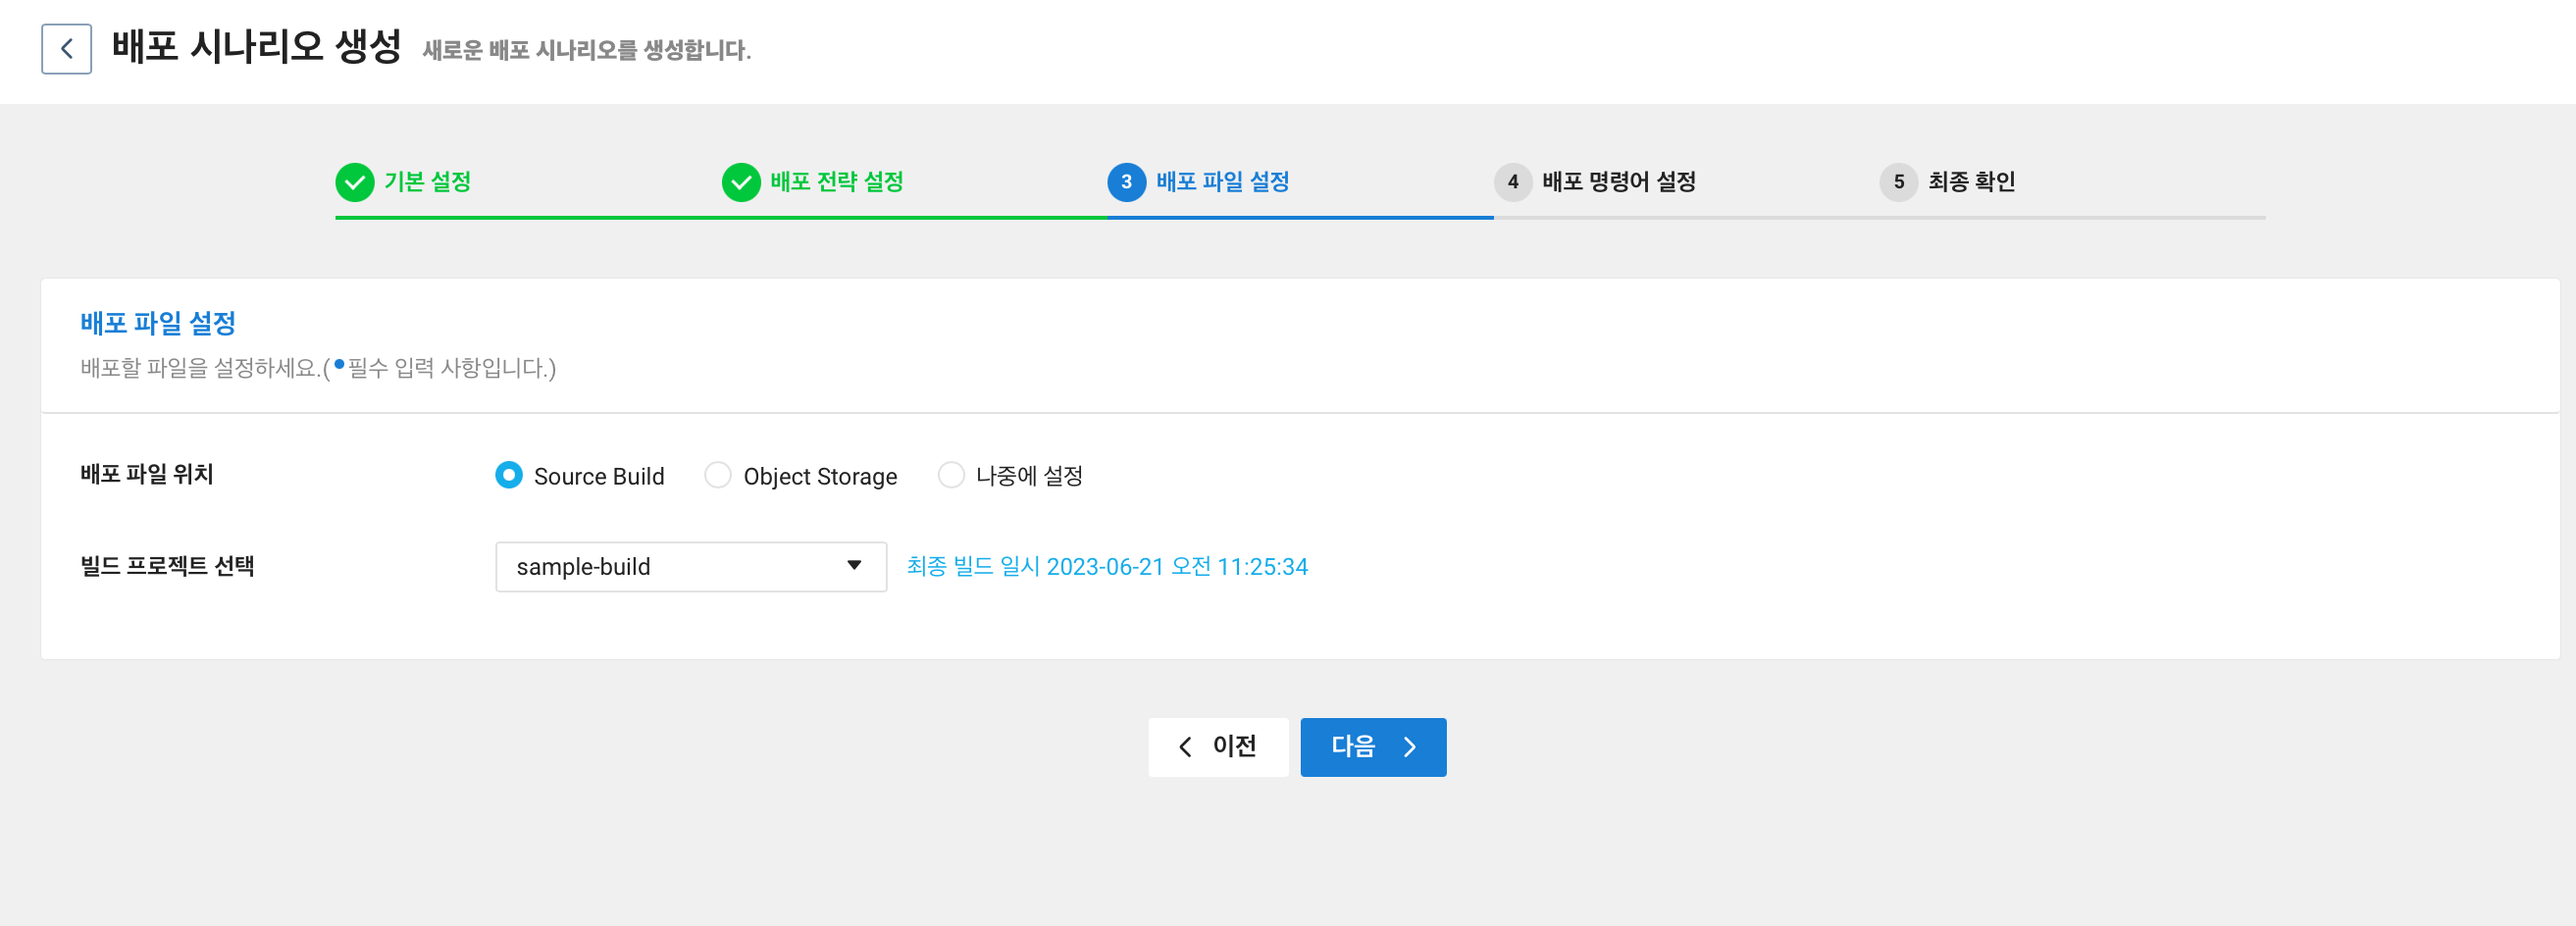 배포 시나리오 생성 새로운 배포 시나리오를 생성합니다.
기본 설정 배포 전략 설정 3 배포 파일 설정 4 배포 명령어 설정 5 최종 확인
배포 파일 설정
배포할 파일을 설정하세요.(•필수 입력 사항입니다.)
배포 파일 위치 Source Build Object Storage 나중에 설정
빌드 프로젝트 선택 sample-build 최종 빌드 일시 2023-06-21 오전 11:25:34
이전 다음